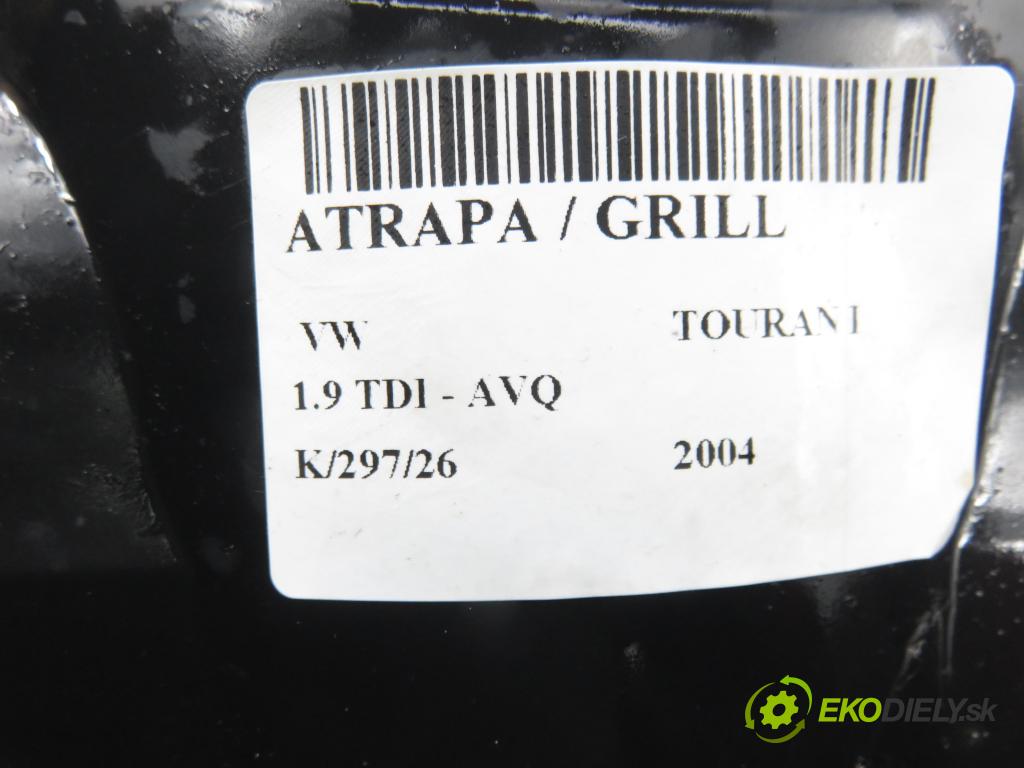 ATRAPA / GRILL
VW TOURAN I
1.9 TDI - AVQ
K/297/26 2004
EKODIELY.sk